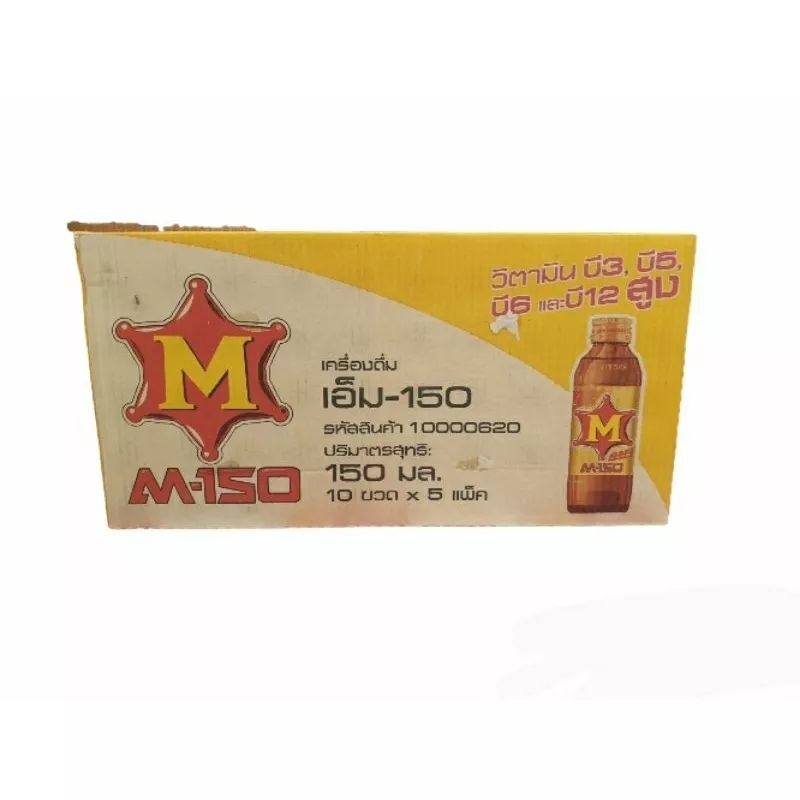 M
M-150
เครื่องดื่ม
เอ็ม-150
รหัสสินค้า 10000620
ปริมาตรสุทธิ:
150 มล.
10 ขวด x 5 แพ็ค
วิตามิน บี3, บี5,
บี6 และบี12 สูง
M
M-150